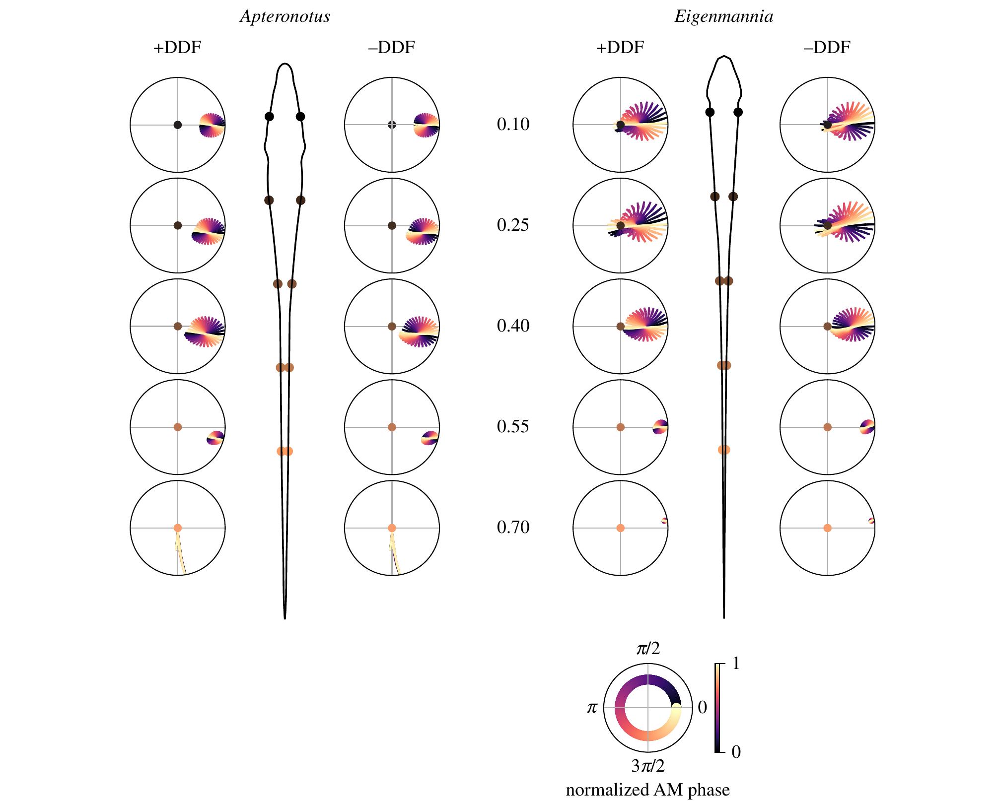 Apteronotus Eigenmannia
+DDF –DDF +DDF –DDF
0.10
0.25
0.40
0.55
0.70
π/2
1
π 0
0
3π/2
normalized AM phase